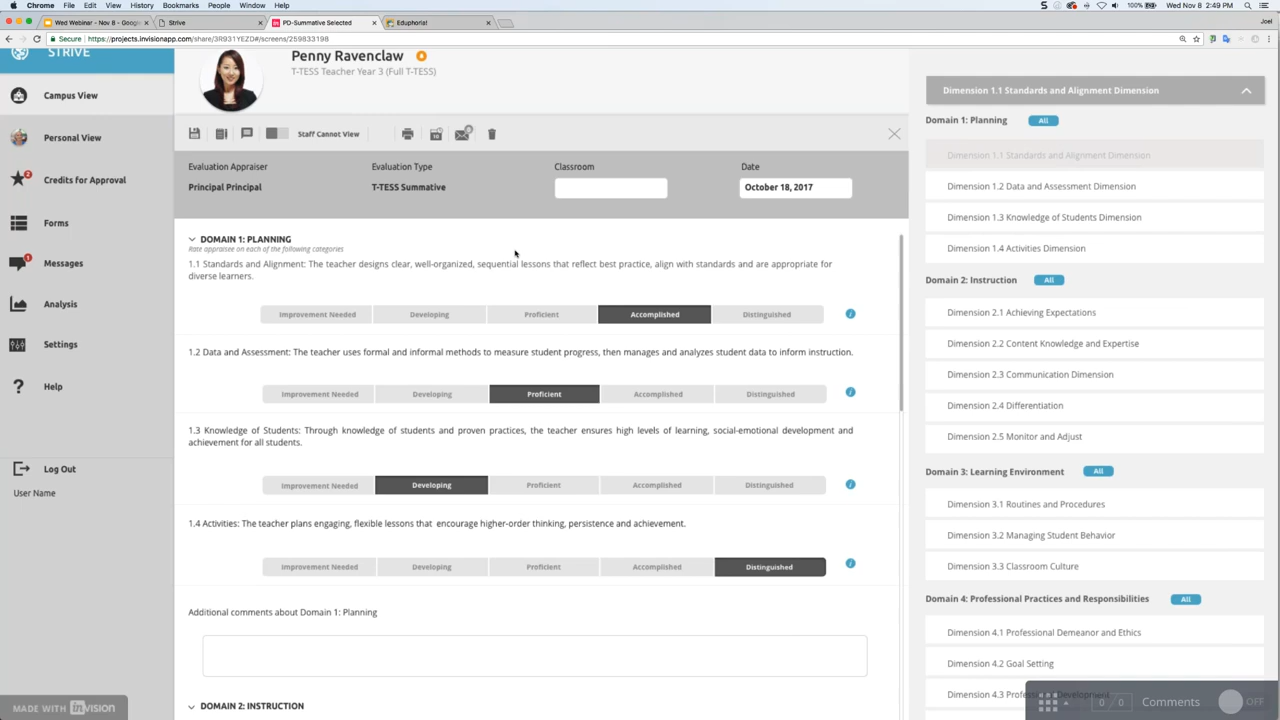 Chrome File Edit View History Bookmarks People Window Help
100% Wed Nov 8 2:49 PM
Wed Webinar - Nov 8 - Google
Strive
PD-Summative Selected
Eduphoria!
Joel
Secure https://projects.invisionapp.com/share/3R931YEZD#/screens/259833198
STRIVE
Campus View
Personal View
2
Credits for Approval
Forms
1
Messages
Analysis
Settings
? Help
Log Out
User Name
MADE WITH invision
Penny Ravenclaw
T-TESS Teacher Year 3 (Full T-TESS)
Staff Cannot View
Evaluation Appraiser
Evaluation Type
Classroom
Date
Principal Principal
T-TESS Summative
October 18, 2017
DOMAIN 1: PLANNING
Rate appraisee on each of the following categories
1.1 Standards and Alignment: The teacher designs clear, well-organized, sequential lessons that reflect best practice, align with standards and are appropriate for
diverse learners.
Improvement Needed Developing Proficient Accomplished Distinguished
1.2 Data and Assessment: The teacher uses formal and informal methods to measure student progress, then manages and analyzes student data to inform instruction.
Improvement Needed Developing Proficient Accomplished Distinguished
1.3 Knowledge of Students: Through knowledge of students and proven practices, the teacher ensures high levels of learning, social-emotional development and
achievement for all students.
Improvement Needed Developing Proficient Accomplished Distinguished
1.4 Activities: The teacher plans engaging, flexible lessons that encourage higher-order thinking, persistence and achievement.
Improvement Needed Developing Proficient Accomplished Distinguished
Additional comments about Domain 1: Planning
DOMAIN 2: INSTRUCTION
Dimension 1.1 Standards and Alignment Dimension
Domain 1: Planning All
Dimension 1.1 Standards and Alignment Dimension
Dimension 1.2 Data and Assessment Dimension
Dimension 1.3 Knowledge of Students Dimension
Dimension 1.4 Activities Dimension
Domain 2: Instruction All
Dimension 2.1 Achieving Expectations
Dimension 2.2 Content Knowledge and Expertise
Dimension 2.3 Communication Dimension
Dimension 2.4 Differentiation
Dimension 2.5 Monitor and Adjust
Domain 3: Learning Environment All
Dimension 3.1 Routines and Procedures
Dimension 3.2 Managing Student Behavior
Dimension 3.3 Classroom Culture
Domain 4: Professional Practices and Responsibilities All
Dimension 4.1 Professional Demeanor and Ethics
Dimension 4.2 Goal Setting
Dimension 4.3 Professional Development
0 / 0 Comments OFF